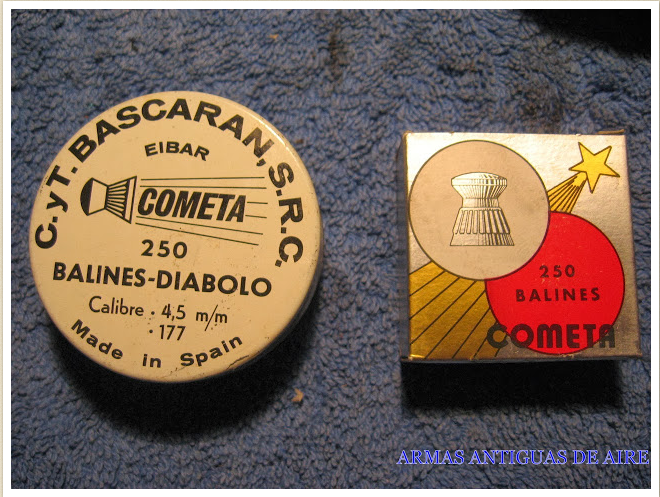 C. y T. BASCARAN, S.R.C.
EIBAR
COMETA
250
BALINES-DIABOLO
Calibre · 4,5 m/m
· 177
Made in Spain
250
BALINES
COMETA
ARMAS ANTIGUAS DE AIRE